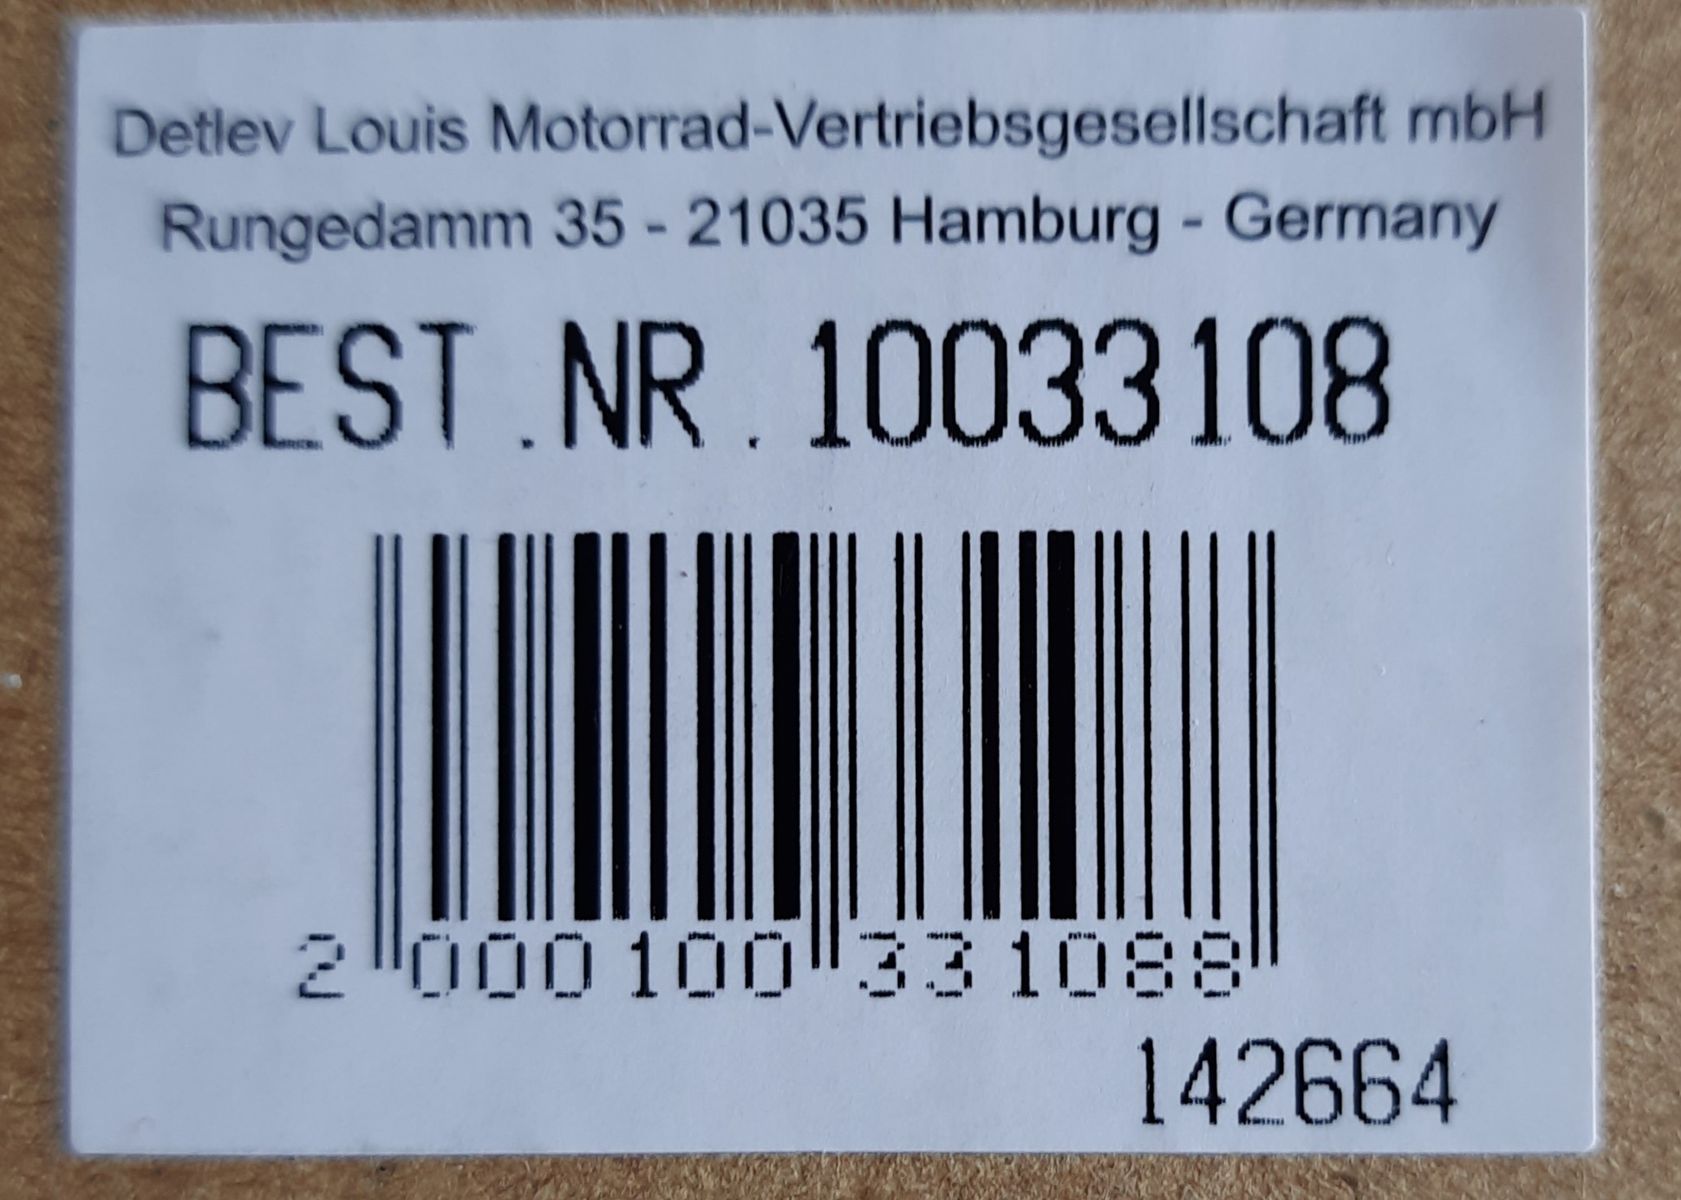 Detlev Louis Motorrad-Vertriebsgesellschaft mbH
Rungedamm 35 - 21035 Hamburg - Germany
BEST.NR.10033108
2 000100 331088
142664